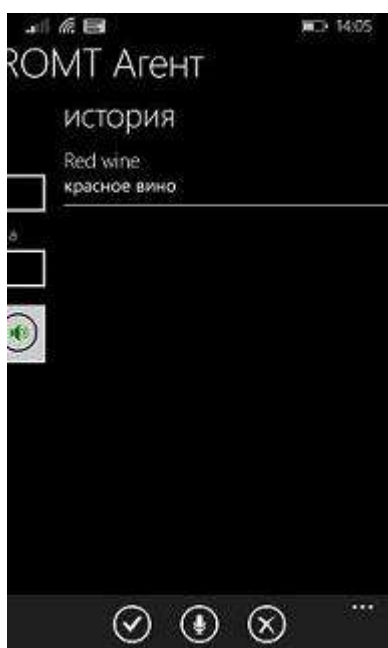 14:05
ROMT Агент
история
Red wine
красное вино